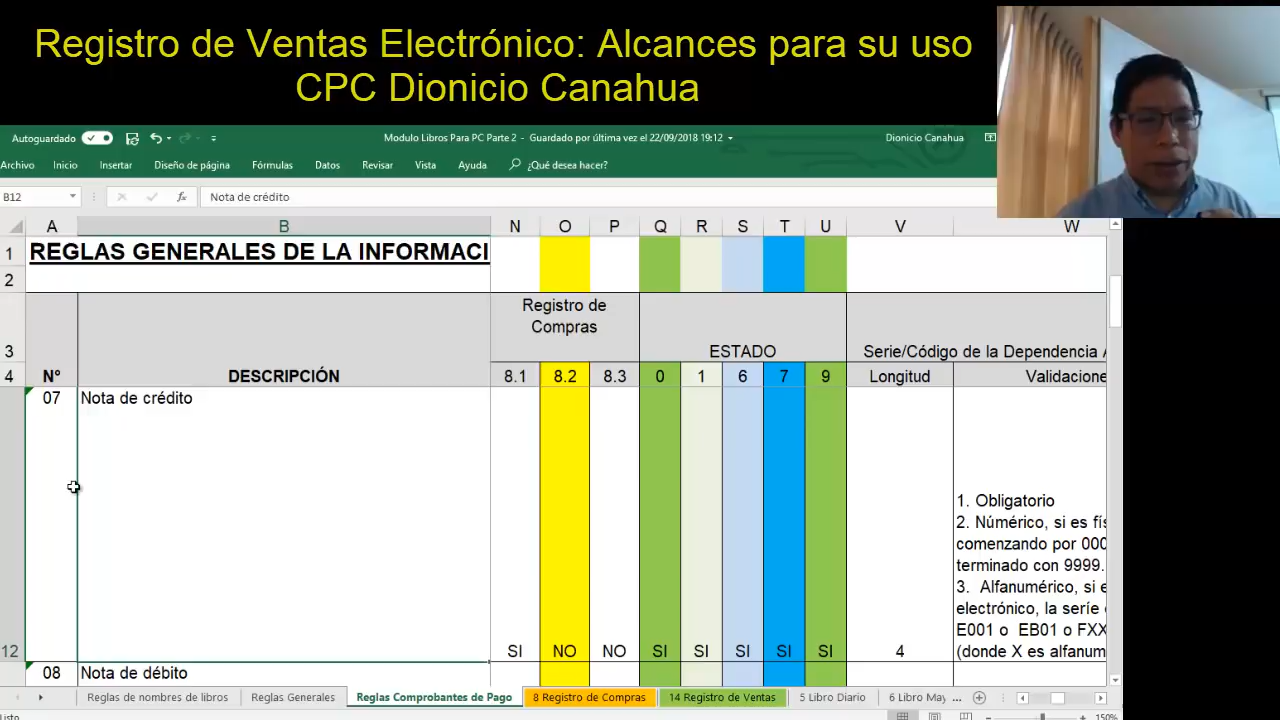 Registro de Ventas Electrónico: Alcances para su uso
CPC Dionicio Canahua
Autoguardado
Modulo Libros Para PC Parte 2 - Guardado por última vez el 22/09/2018 19:12
Dionicio Canahua
Archivo Inicio Insertar Diseño de página Fórmulas Datos Revisar Vista Ayuda ¿Qué desea hacer?
B12 fx Nota de crédito
A B N O P Q R S T U V W
1 REGLAS GENERALES DE LA INFORMACI
2
Registro de
Compras
3 ESTADO Serie/Código de la Dependencia A
4 Nº DESCRIPCIÓN 8.1 8.2 8.3 0 1 6 7 9 Longitud Validacione
07 Nota de crédito
1. Obligatorio
2. Númérico, si es fís
comenzando por 000
terminado con 9999.
3. Alfanumérico, si e
electrónico, la seríe
E001 o EB01 o FXX
12 SI NO NO SI SI SI SI SI 4 (donde X es alfanum
08 Nota de débito
Reglas de nombres de libros Reglas Generales Reglas Comprobantes de Pago 8 Registro de Compras 14 Registro de Ventas 5 Libro Diario 6 Libro May ...
Listo 150%